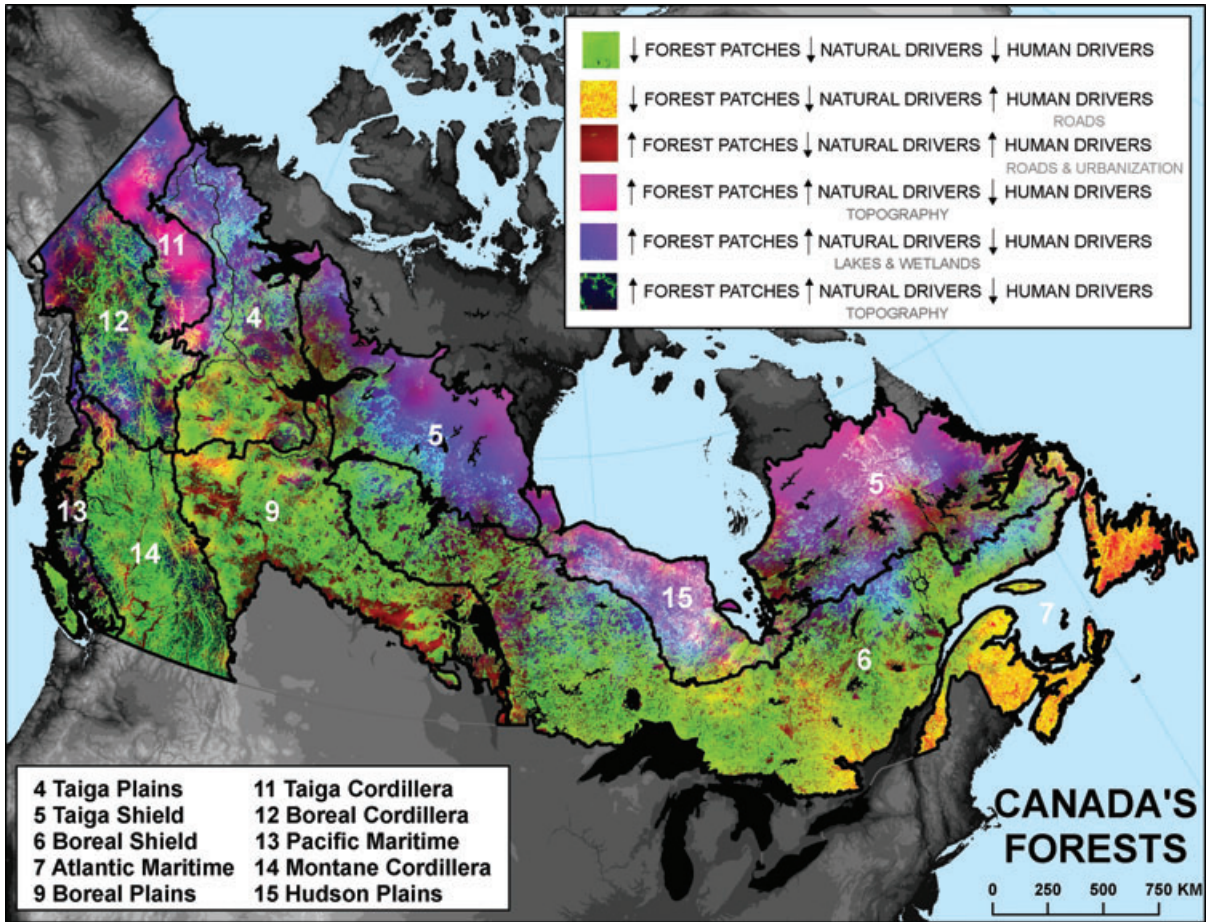 ↓ FOREST PATCHES ↓ NATURAL DRIVERS ↓ HUMAN DRIVERS
↓ FOREST PATCHES ↓ NATURAL DRIVERS ↑ HUMAN DRIVERS
ROADS
↑ FOREST PATCHES ↓ NATURAL DRIVERS ↑ HUMAN DRIVERS
ROADS & URBANIZATION
↑ FOREST PATCHES ↑ NATURAL DRIVERS ↓ HUMAN DRIVERS
TOPOGRAPHY
↑ FOREST PATCHES ↑ NATURAL DRIVERS ↓ HUMAN DRIVERS
LAKES & WETLANDS
↑ FOREST PATCHES ↑ NATURAL DRIVERS ↓ HUMAN DRIVERS
TOPOGRAPHY
11
12
4
5
5
13
9
14
15
7
6
4 Taiga Plains
5 Taiga Shield
6 Boreal Shield
7 Atlantic Maritime
9 Boreal Plains
11 Taiga Cordillera
12 Boreal Cordillera
13 Pacific Maritime
14 Montane Cordillera
15 Hudson Plains
CANADA'S
FORESTS
0 250 500 750 KM